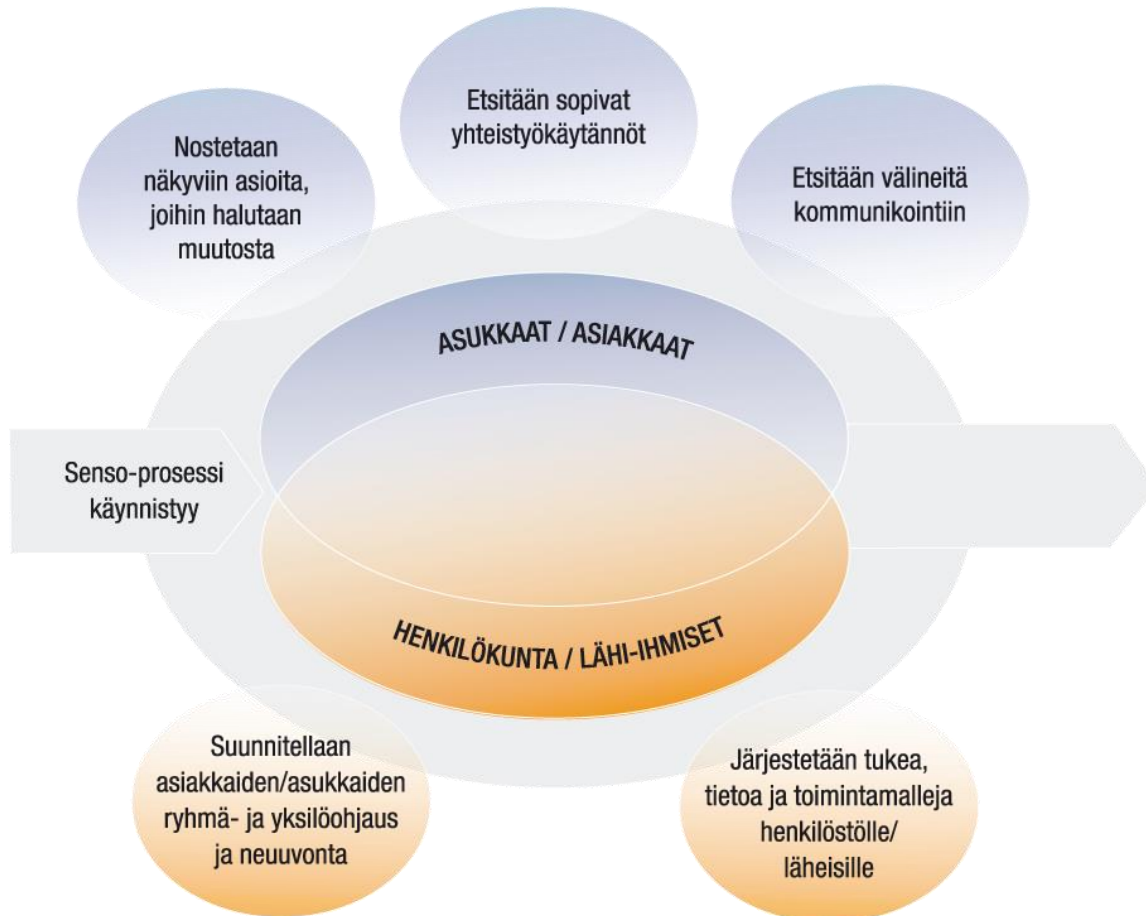 Etsitään sopivat
yhteistyökäytännöt
Nostetaan
näkyviin asioita,
joihin halutaan
muutosta
Etsitään välineitä
kommunikointiin
ASUKKAAT / ASIAKKAAT
Senso-prosessi
käynnistyy
HENKILÖKUNTA / LÄHI-IHMISET
Suunnitellaan
asiakkaiden/asukkaiden
ryhmä- ja yksilöohjaus
ja neuuvonta
Järjestetään tukea,
tietoa ja toimintamalleja
henkilöstölle/
läheisille